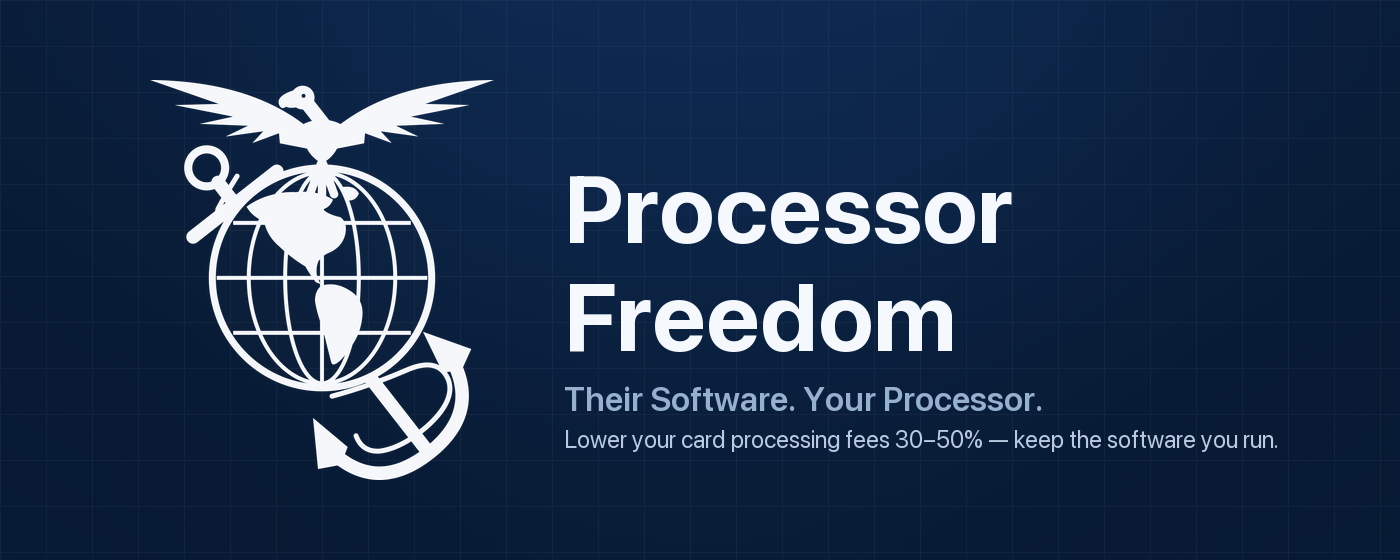 Processor
Freedom
Their Software. Your Processor.
Lower your card processing fees 30–50% — keep the software you run.